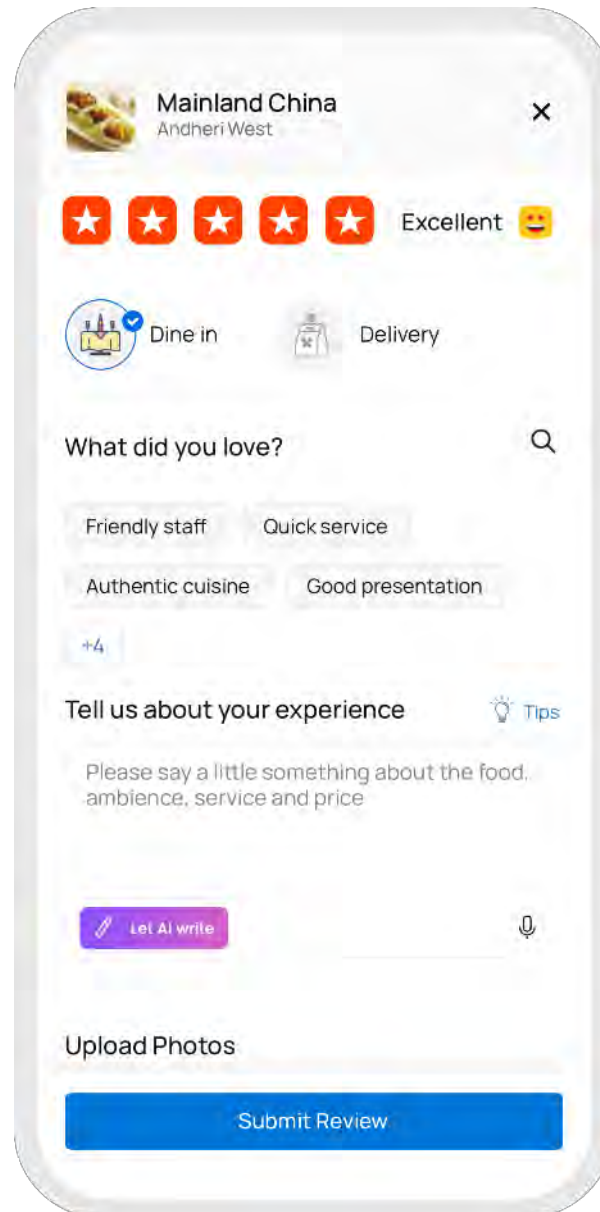 Mainland China
Andheri West
Excellent
Dine in
Delivery
What did you love?
Friendly staff
Quick service
Authentic cuisine
Good presentation
+4
Tell us about your experience
Tips
Please say a little something about the food,
ambience, service and price
Let AI write
Upload Photos
Submit Review